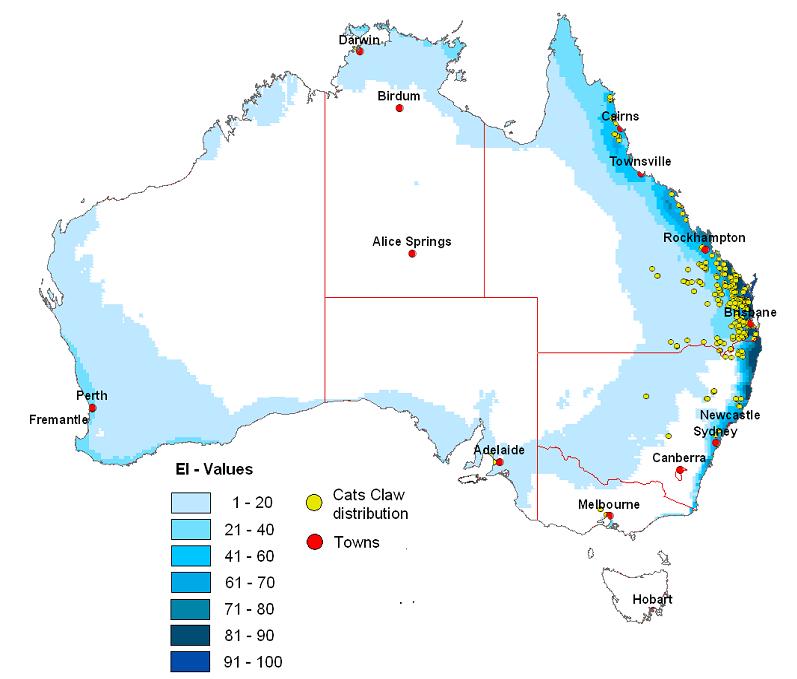 Darwin
Birdum
Cairns
Townsville
Alice Springs
Rockhampton
Brisbane
Perth
Fremantle
Newcastle
Sydney
Adelaide
Canberra
Melbourne
Hobart
EI - Values
1 - 20
21 - 40
41 - 60
61 - 70
71 - 80
81 - 90
91 - 100
Cats Claw
distribution
Towns